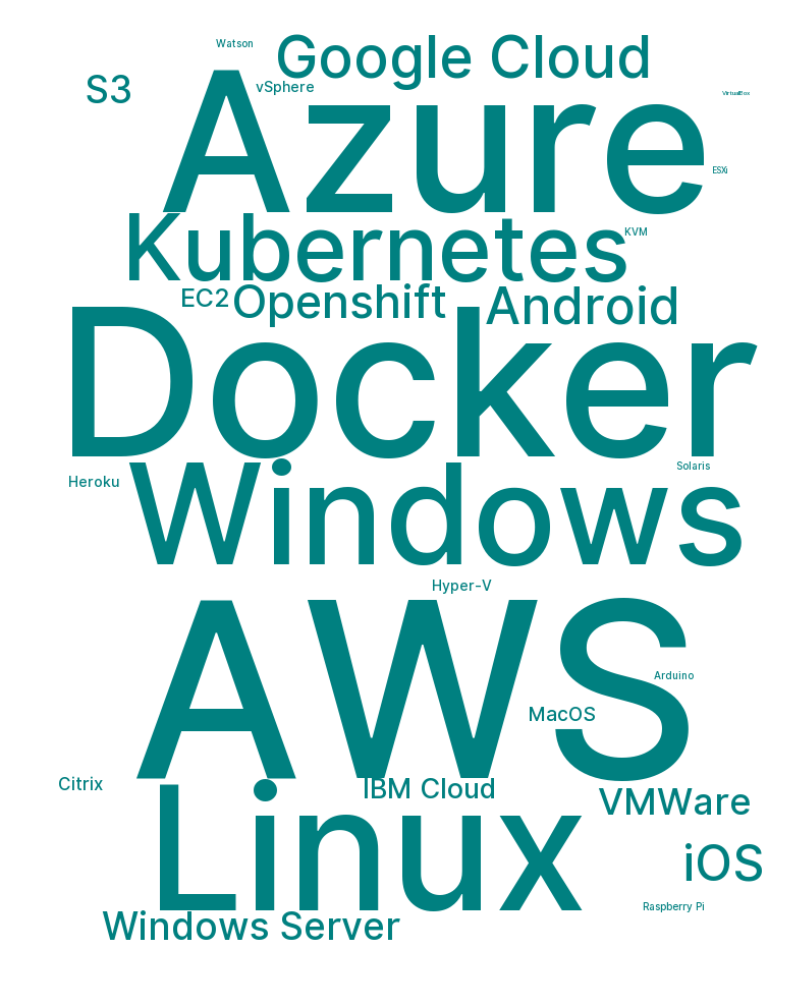 Watson
Google Cloud
S3
vSphere
VirtualBox
Azure
ESXi
Kubernetes
KVM
EC2
Openshift
Android
Docker
Solaris
Heroku
Windows
Hyper-V
AWS
Arduino
MacOS
Citrix
IBM Cloud
VMWare
Linux
iOS
Raspberry Pi
Windows Server